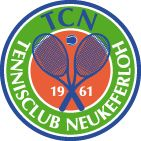 TCN
19 61
TENNISCLUB NEUKEFERLOH